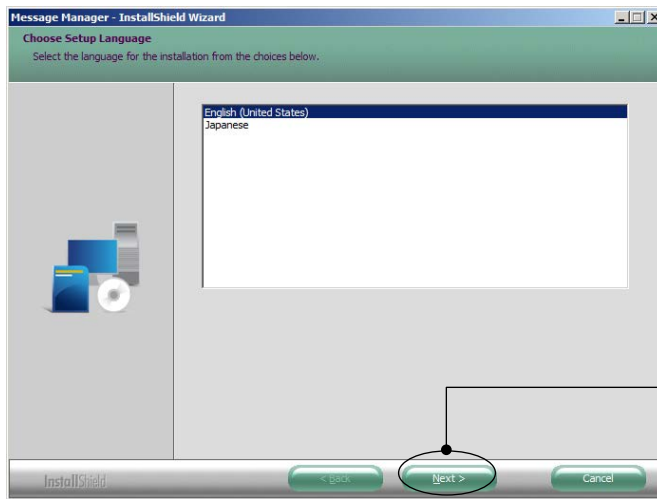 Message Manager - InstallShield Wizard
Choose Setup Language
Select the language for the installation from the choices below.
English (United States)
Japanese
InstallShield
< Back
Next >
Cancel